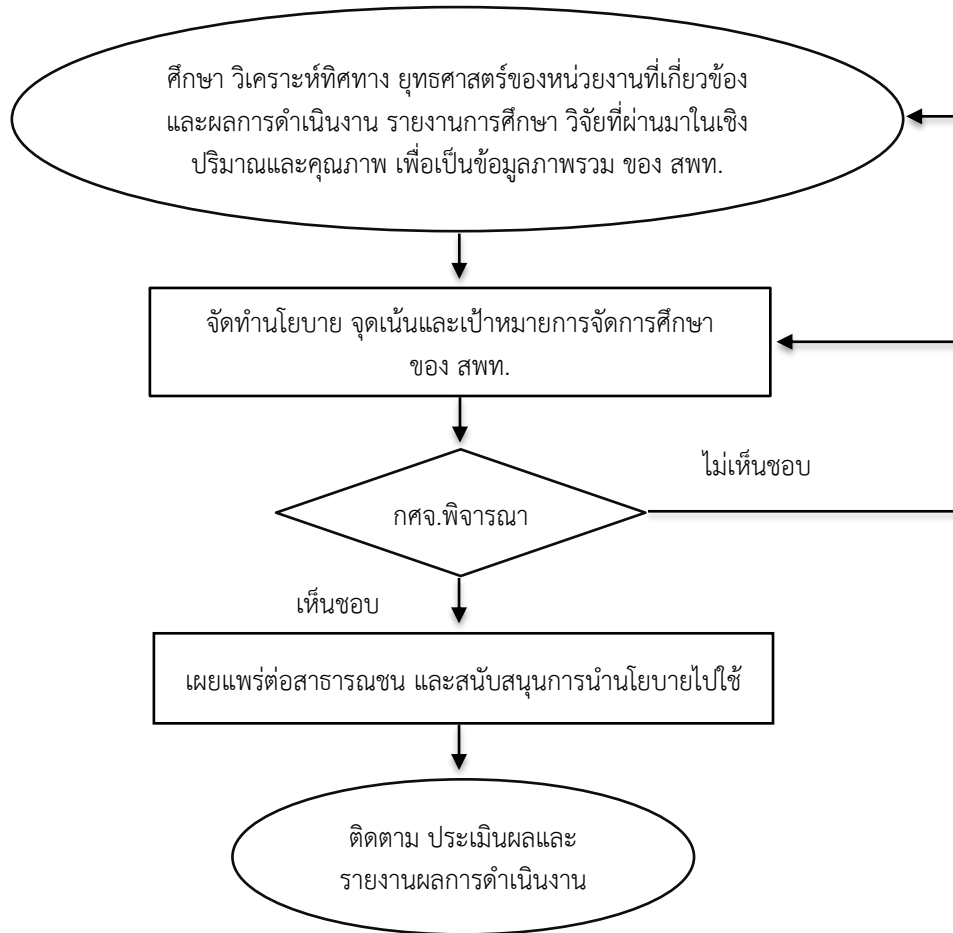 ศึกษา วิเคราะห์ทิศทาง ยุทธศาสตร์ของหน่วยงานที่เกี่ยวข้อง
และผลการดำเนินงาน รายงานการศึกษา วิจัยที่ผ่านมาในเชิง
ปริมาณและคุณภาพ เพื่อเป็นข้อมูลภาพรวม ของ สพท.
จัดทำนโยบาย จุดเน้นและเป้าหมายการจัดการศึกษา
ของ สพท.
ไม่เห็นชอบ
กศจ.พิจารณา
เห็นชอบ
เผยแพร่ต่อสาธารณชน และสนับสนุนการนำนโยบายไปใช้
ติดตาม ประเมินผลและ
รายงานผลการดำเนินงาน